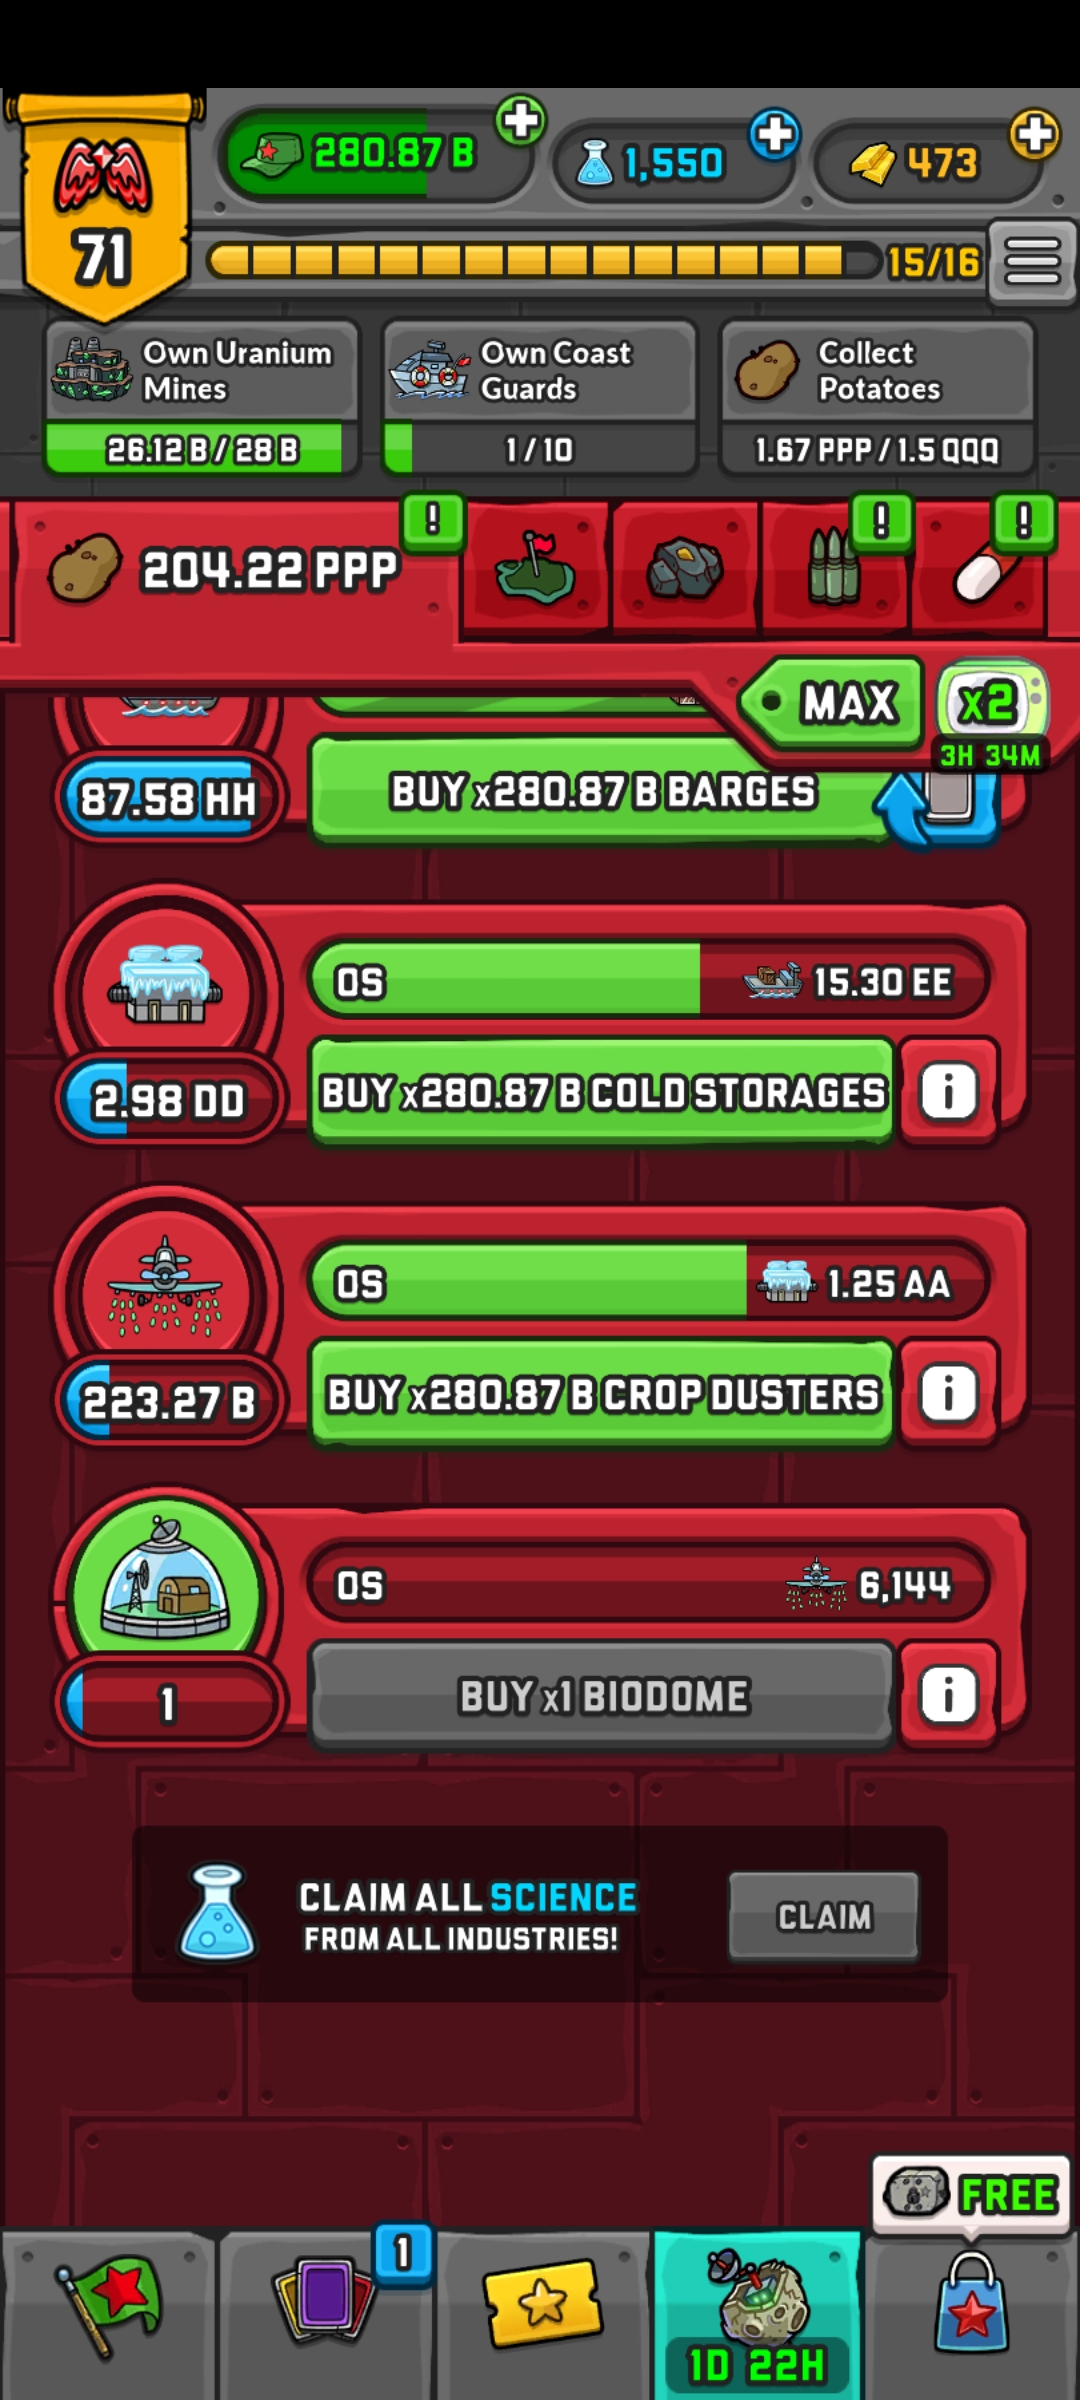 280.87 B
1,550
473
71
15/16
Own Uranium
Mines
26.12 B / 28 B
Own Coast
Guards
1 / 10
Collect
Potatoes
1.67 PPP / 1.5 QQQ
204.22 PPP
!
!
!
MAX
x2
3H 34M
87.58 HH
BUY x280.87 B BARGES
0S
15.30 EE
2.98 DD
BUY x280.87 B COLD STORAGES
i
0S
1.25 AA
223.27 B
BUY x280.87 B CROP DUSTERS
i
0S
6,144
1
BUY x1 BIODOME
i
CLAIM ALL SCIENCE
FROM ALL INDUSTRIES!
CLAIM
FREE
1
1D 22H